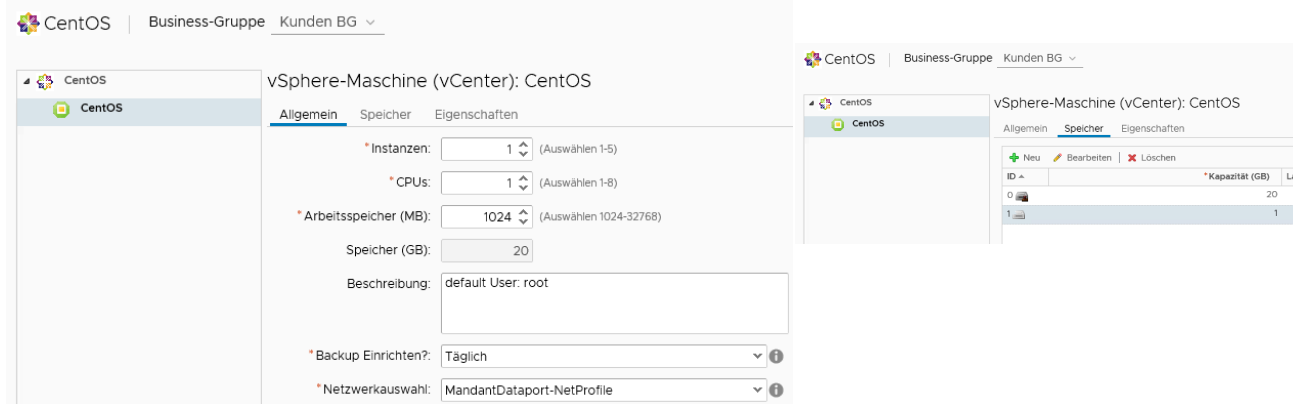 CentOS Business-Gruppe Kunden BG
CentOS
CentOS
vSphere-Maschine (vCenter): CentOS
Allgemein Speicher Eigenschaften
*Instanzen: 1 (Auswählen 1-5)
*CPUs: 1 (Auswählen 1-8)
*Arbeitsspeicher (MB): 1024 (Auswählen 1024-32768)
Speicher (GB): 20
Beschreibung: default User: root
*Backup Einrichten?: Täglich
*Netzwerkauswahl: MandantDataport-NetProfile
CentOS Business-Gruppe Kunden BG
CentOS
CentOS
vSphere-Maschine (vCenter): CentOS
Allgemein Speicher Eigenschaften
Neu Bearbeiten Löschen
ID *Kapazität (GB)
0 20
1 1